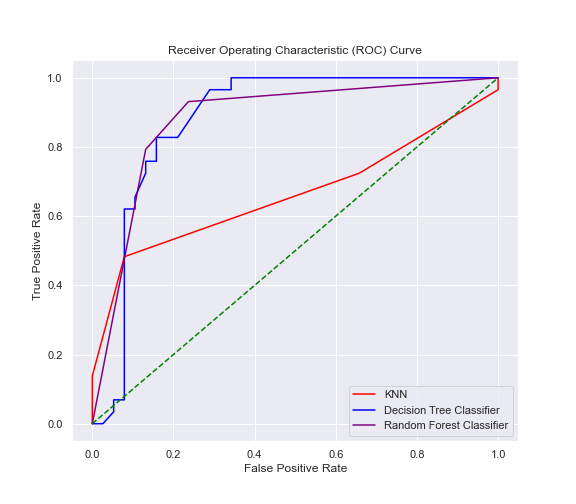 Receiver Operating Characteristic (ROC) Curve
True Positive Rate
1.0
0.8
0.6
0.4
0.2
0.0
0.0
0.2
0.4
0.6
0.8
1.0
False Positive Rate
KNN
Decision Tree Classifier
Random Forest Classifier